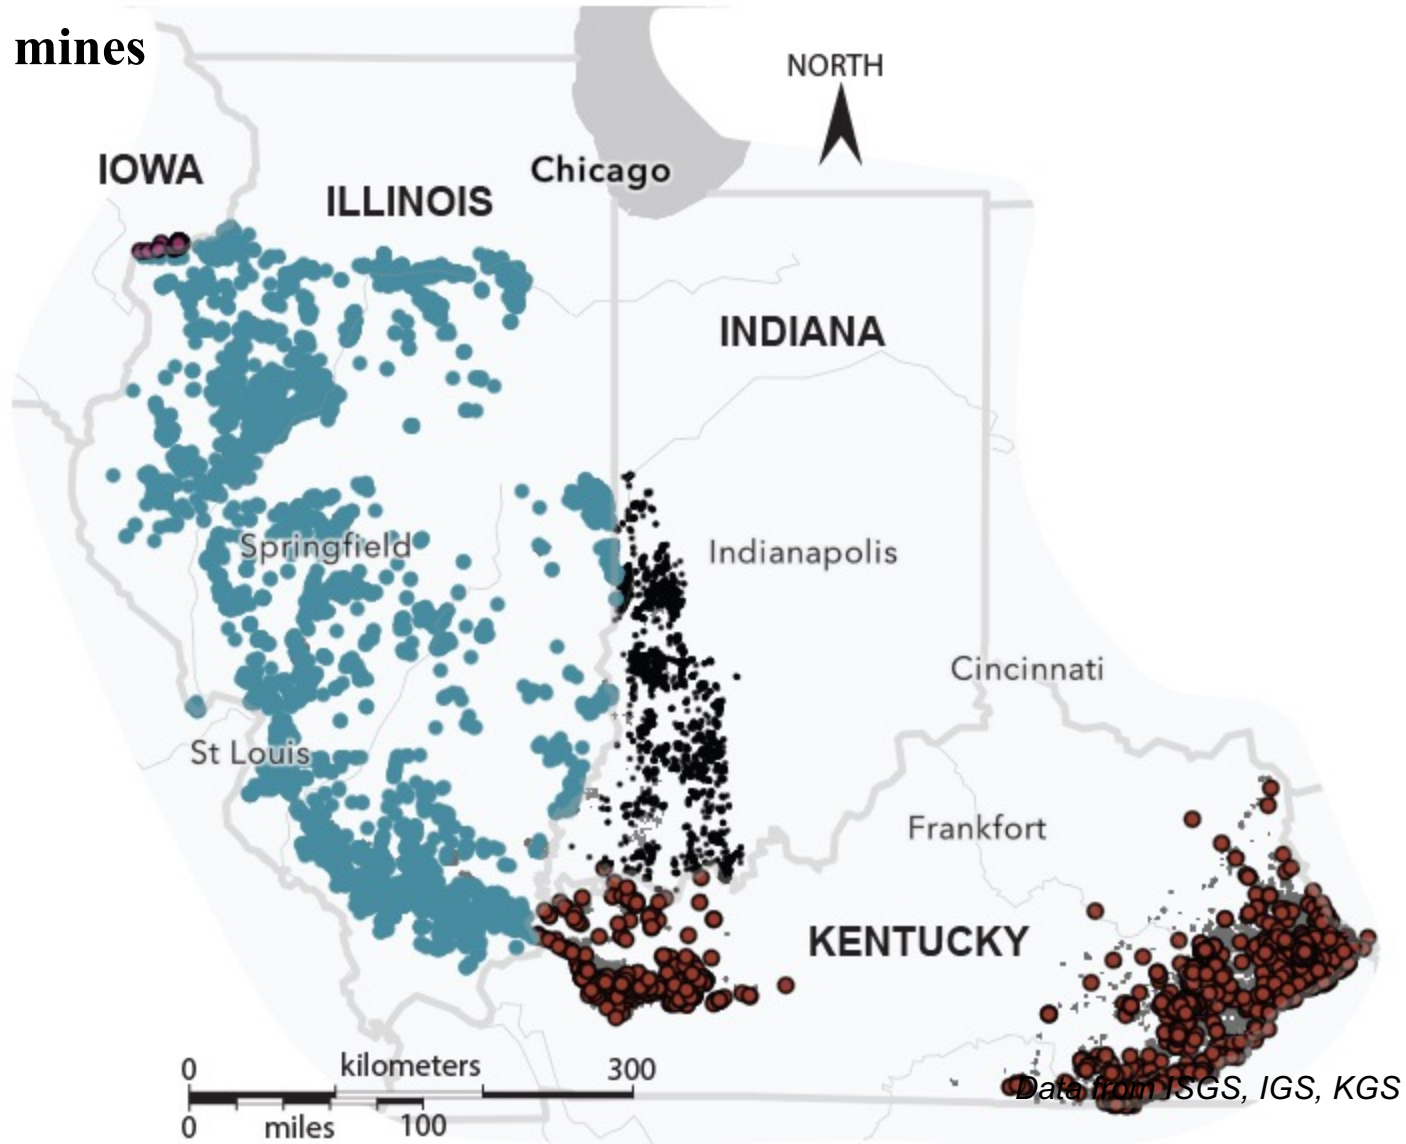 mines
NORTH
IOWA
Chicago
ILLINOIS
INDIANA
Springfield
Indianapolis
Cincinnati
St Louis
Frankfort
KENTUCKY
0 kilometers 300
0 miles 100
Data from ISGS, IGS, KGS